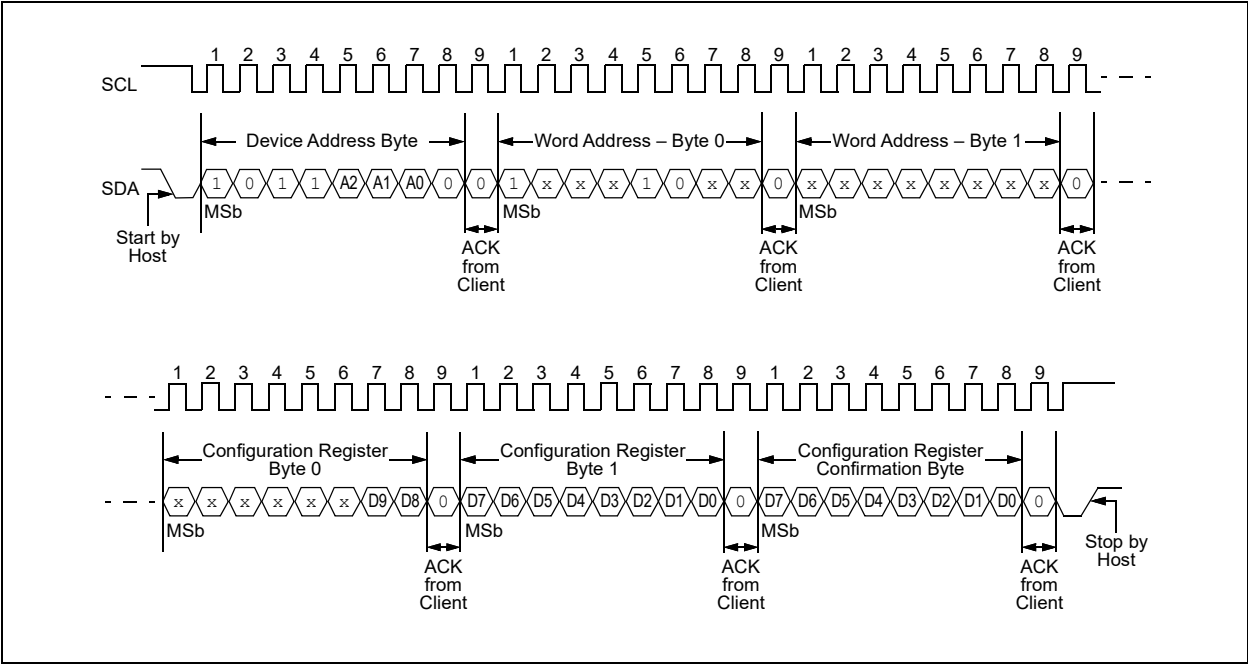 1 2 3 4 5 6 7 8 9 1 2 3 4 5 6 7 8 9 1 2 3 4 5 6 7 8 9
SCL
Device Address Byte Word Address – Byte 0 Word Address – Byte 1
SDA 1 0 1 1 A2 A1 A0 0 0 1 x x x 1 0 x x 0 x x x x x x x x 0
MSb MSb MSb
Start by
Host
ACK
from
Client
ACK
from
Client
ACK
from
Client
1 2 3 4 5 6 7 8 9 1 2 3 4 5 6 7 8 9 1 2 3 4 5 6 7 8 9
Configuration Register
Byte 0
Configuration Register
Byte 1
Configuration Register
Confirmation Byte
x x x x x x D9 D8 0 D7 D6 D5 D4 D3 D2 D1 D0 0 D7 D6 D5 D4 D3 D2 D1 D0 0
MSb MSb MSb
Stop by
Host
ACK
from
Client
ACK
from
Client
ACK
from
Client